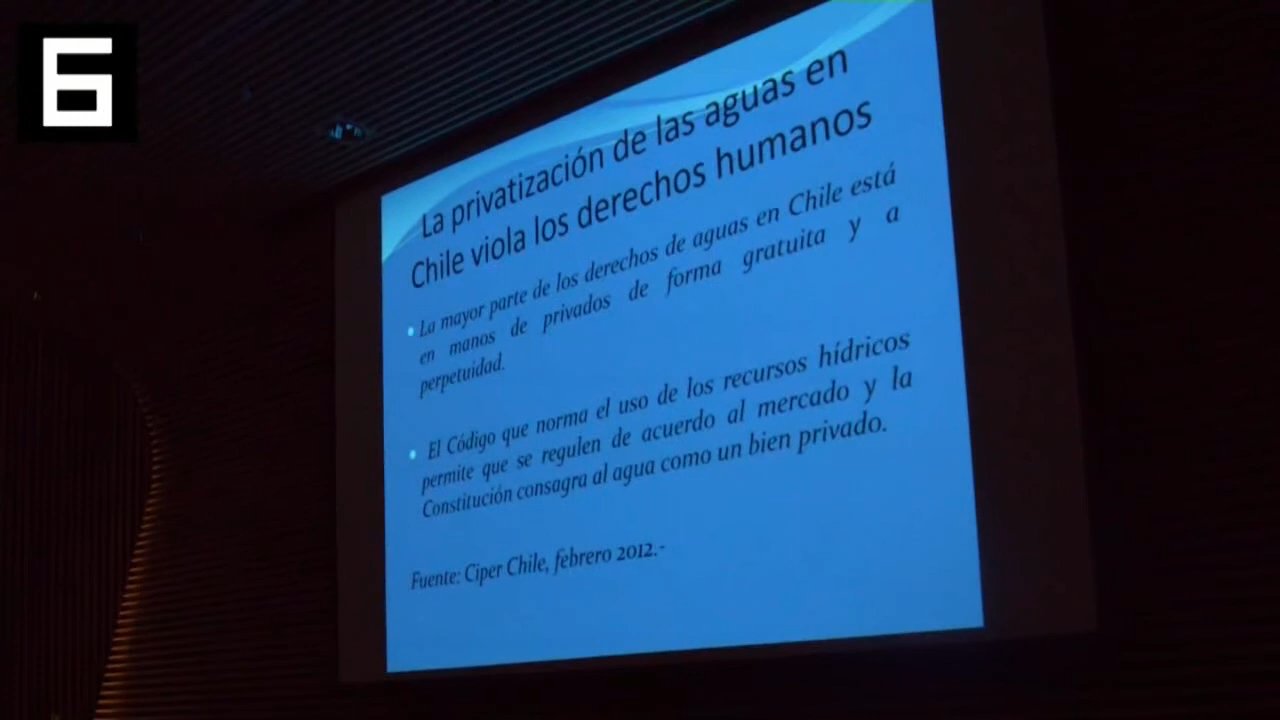 6
La privatización de las aguas en
Chile viola los derechos humanos
La mayor parte de los derechos de aguas en Chile está
en manos de privados de forma gratuita y a
perpetuidad.
El Código que norma el uso de los recursos hídricos
permite que se regulen de acuerdo al mercado y la
Constitución consagra al agua como un bien privado.
Fuente: Ciper Chile, febrero 2012.-